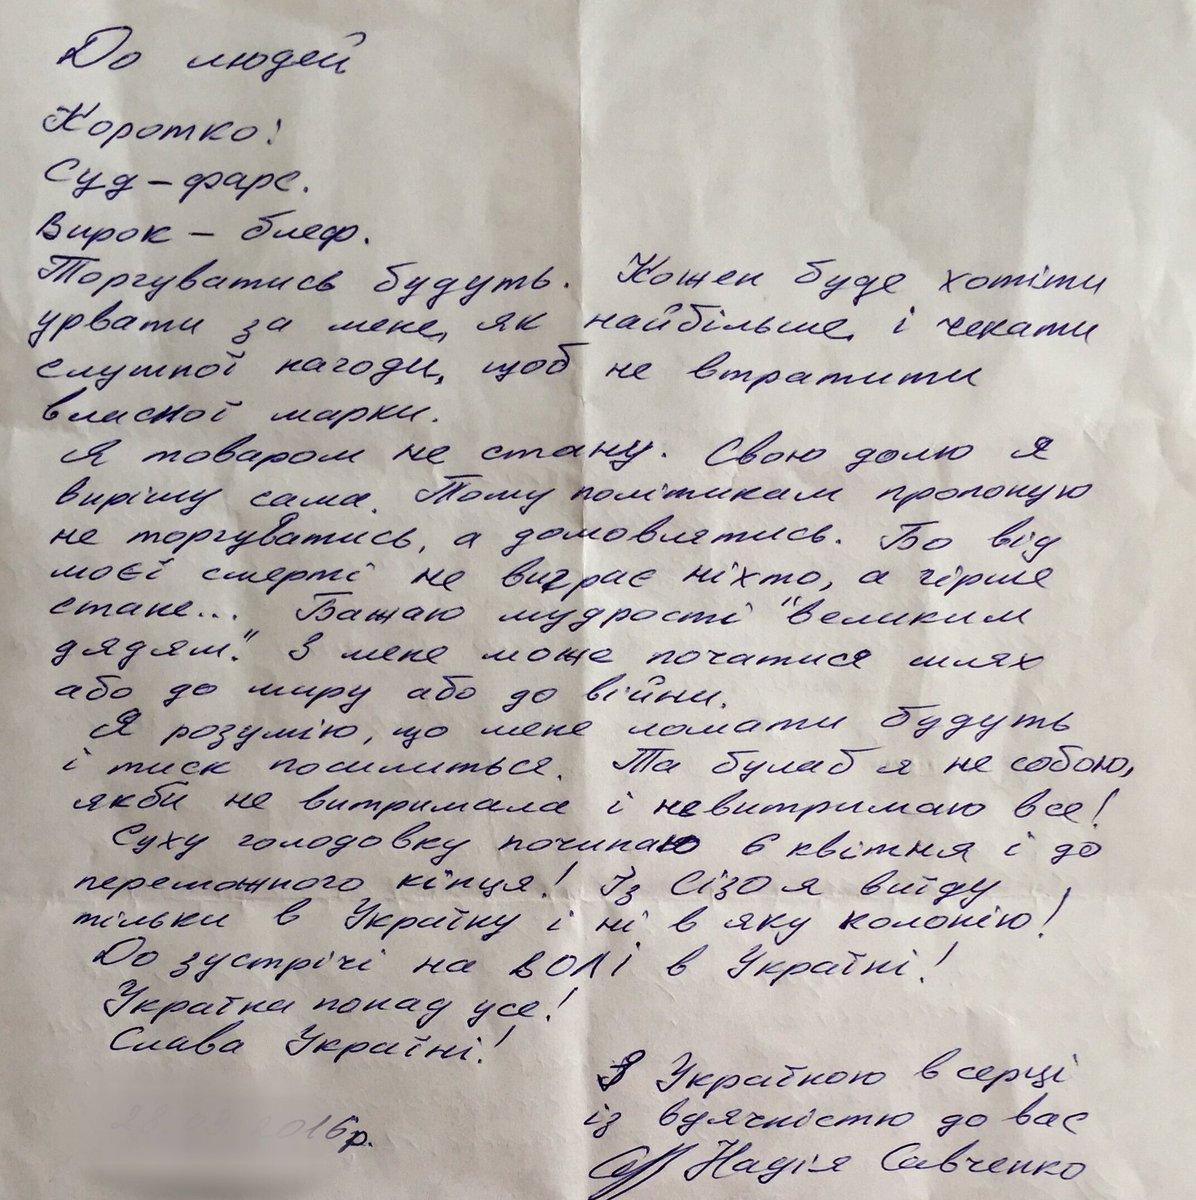 До людей
Коротко:
Суд – фарс.
Вирок – блеф.
Торгуватись будуть. Кожен буде хотіти
урвати за мене, як найбільше, і чекати
слушної нагоди, щоб не втратити
власної марки.
Я товаром не стану. Свою долю я
вирішу сама. Тому політикам пропоную
не торгуватись, а домовлятись. Бо від
моєї смерті не виграє ніхто, а гірше
стане... Бажаю мудрості "великим
дядям". З мене може початися шлях
або до миру або до війни.
Я розумію, що мене ламати будуть
і тиск посилиться. Та булаб я не собою,
якби не витримала і невитримаю все!
Суху голодовку починаю 6 квітня і до
переможного кінця! Із СІЗО я вийду
тільки в Україну і ні в яку колонію!
До зустрічі на ВОЛІ в Україні!
Україна понад усе!
Слава Україні!
З Україною в серці
із вдячністю до вас
Надія Савченко
2016р.